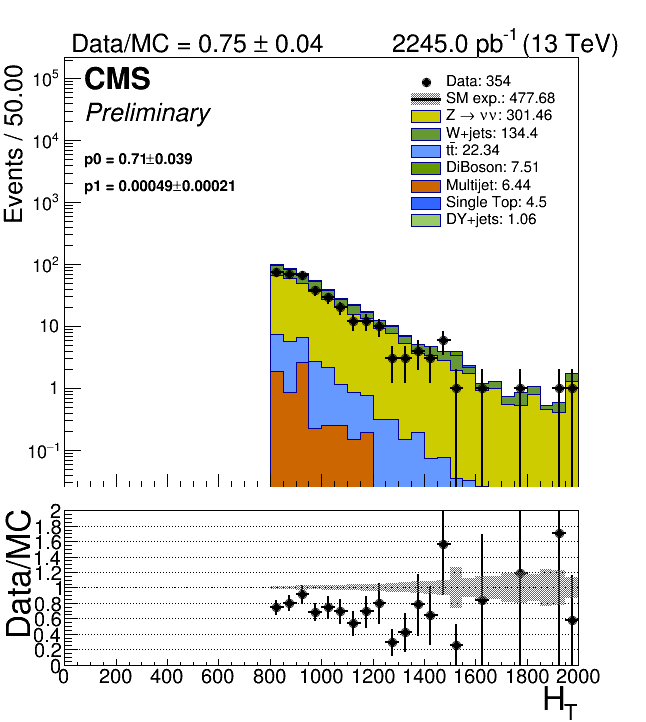 Data/MC = 0.75 ± 0.04
2245.0 pb⁻¹ (13 TeV)
Events / 50.00
CMS
Preliminary
p0 = 0.71±0.039
p1 = 0.00049±0.00021
Data: 354
SM exp.: 477.68
Z → νν: 301.46
W+jets: 134.4
tt̄: 22.34
DiBoson: 7.51
Multijet: 6.44
Single Top: 4.5
DY+jets: 1.06
10⁵
10⁴
10³
10²
10
1
10⁻¹
Data/MC
2
1.8
1.6
1.4
1.2
1
0.8
0.6
0.4
0.2
0
0 200 400 600 800 1000 1200 1400 1600 1800 2000
H_T